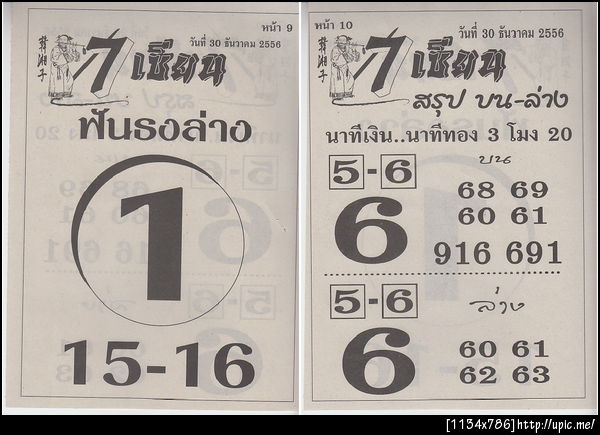 หน้า 9
วันที่ 30 ธันวาคม 2556
7 เซียน
ฟันธงล่าง
1
15-16
หน้า 10
วันที่ 30 ธันวาคม 2556
7 เซียน
สรุป บน-ล่าง
นาทีเงิน..นาทีทอง 3 โมง 20
5-6
บน
6
68 69
60 61
916 691
5-6
ล่าง
6
60 61
62 63
[1154x786]http://upic.me/